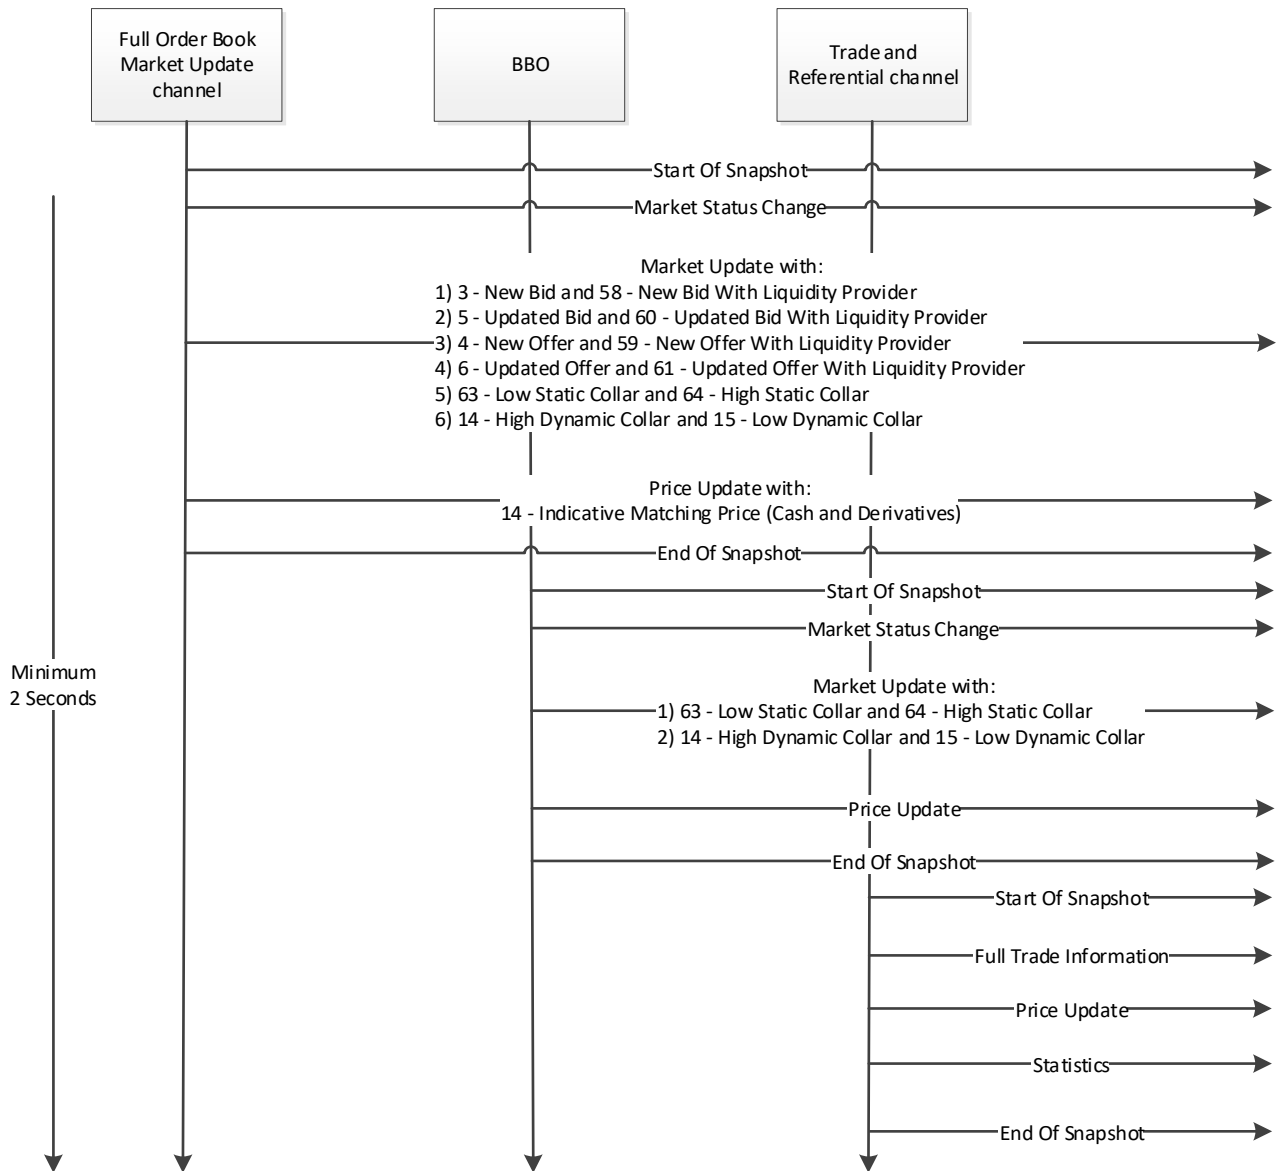 Full Order Book
Market Update
channel
BBO
Trade and
Referential channel
Start Of Snapshot
Market Status Change
Market Update with:
1) 3 - New Bid and 58 - New Bid With Liquidity Provider
2) 5 - Updated Bid and 60 - Updated Bid With Liquidity Provider
3) 4 - New Offer and 59 - New Offer With Liquidity Provider
4) 6 - Updated Offer and 61 - Updated Offer With Liquidity Provider
5) 63 - Low Static Collar and 64 - High Static Collar
6) 14 - High Dynamic Collar and 15 - Low Dynamic Collar
Price Update with:
14 - Indicative Matching Price (Cash and Derivatives)
End Of Snapshot
Start Of Snapshot
Market Status Change
Minimum
2 Seconds
Market Update with:
1) 63 - Low Static Collar and 64 - High Static Collar
2) 14 - High Dynamic Collar and 15 - Low Dynamic Collar
Price Update
End Of Snapshot
Start Of Snapshot
Full Trade Information
Price Update
Statistics
End Of Snapshot